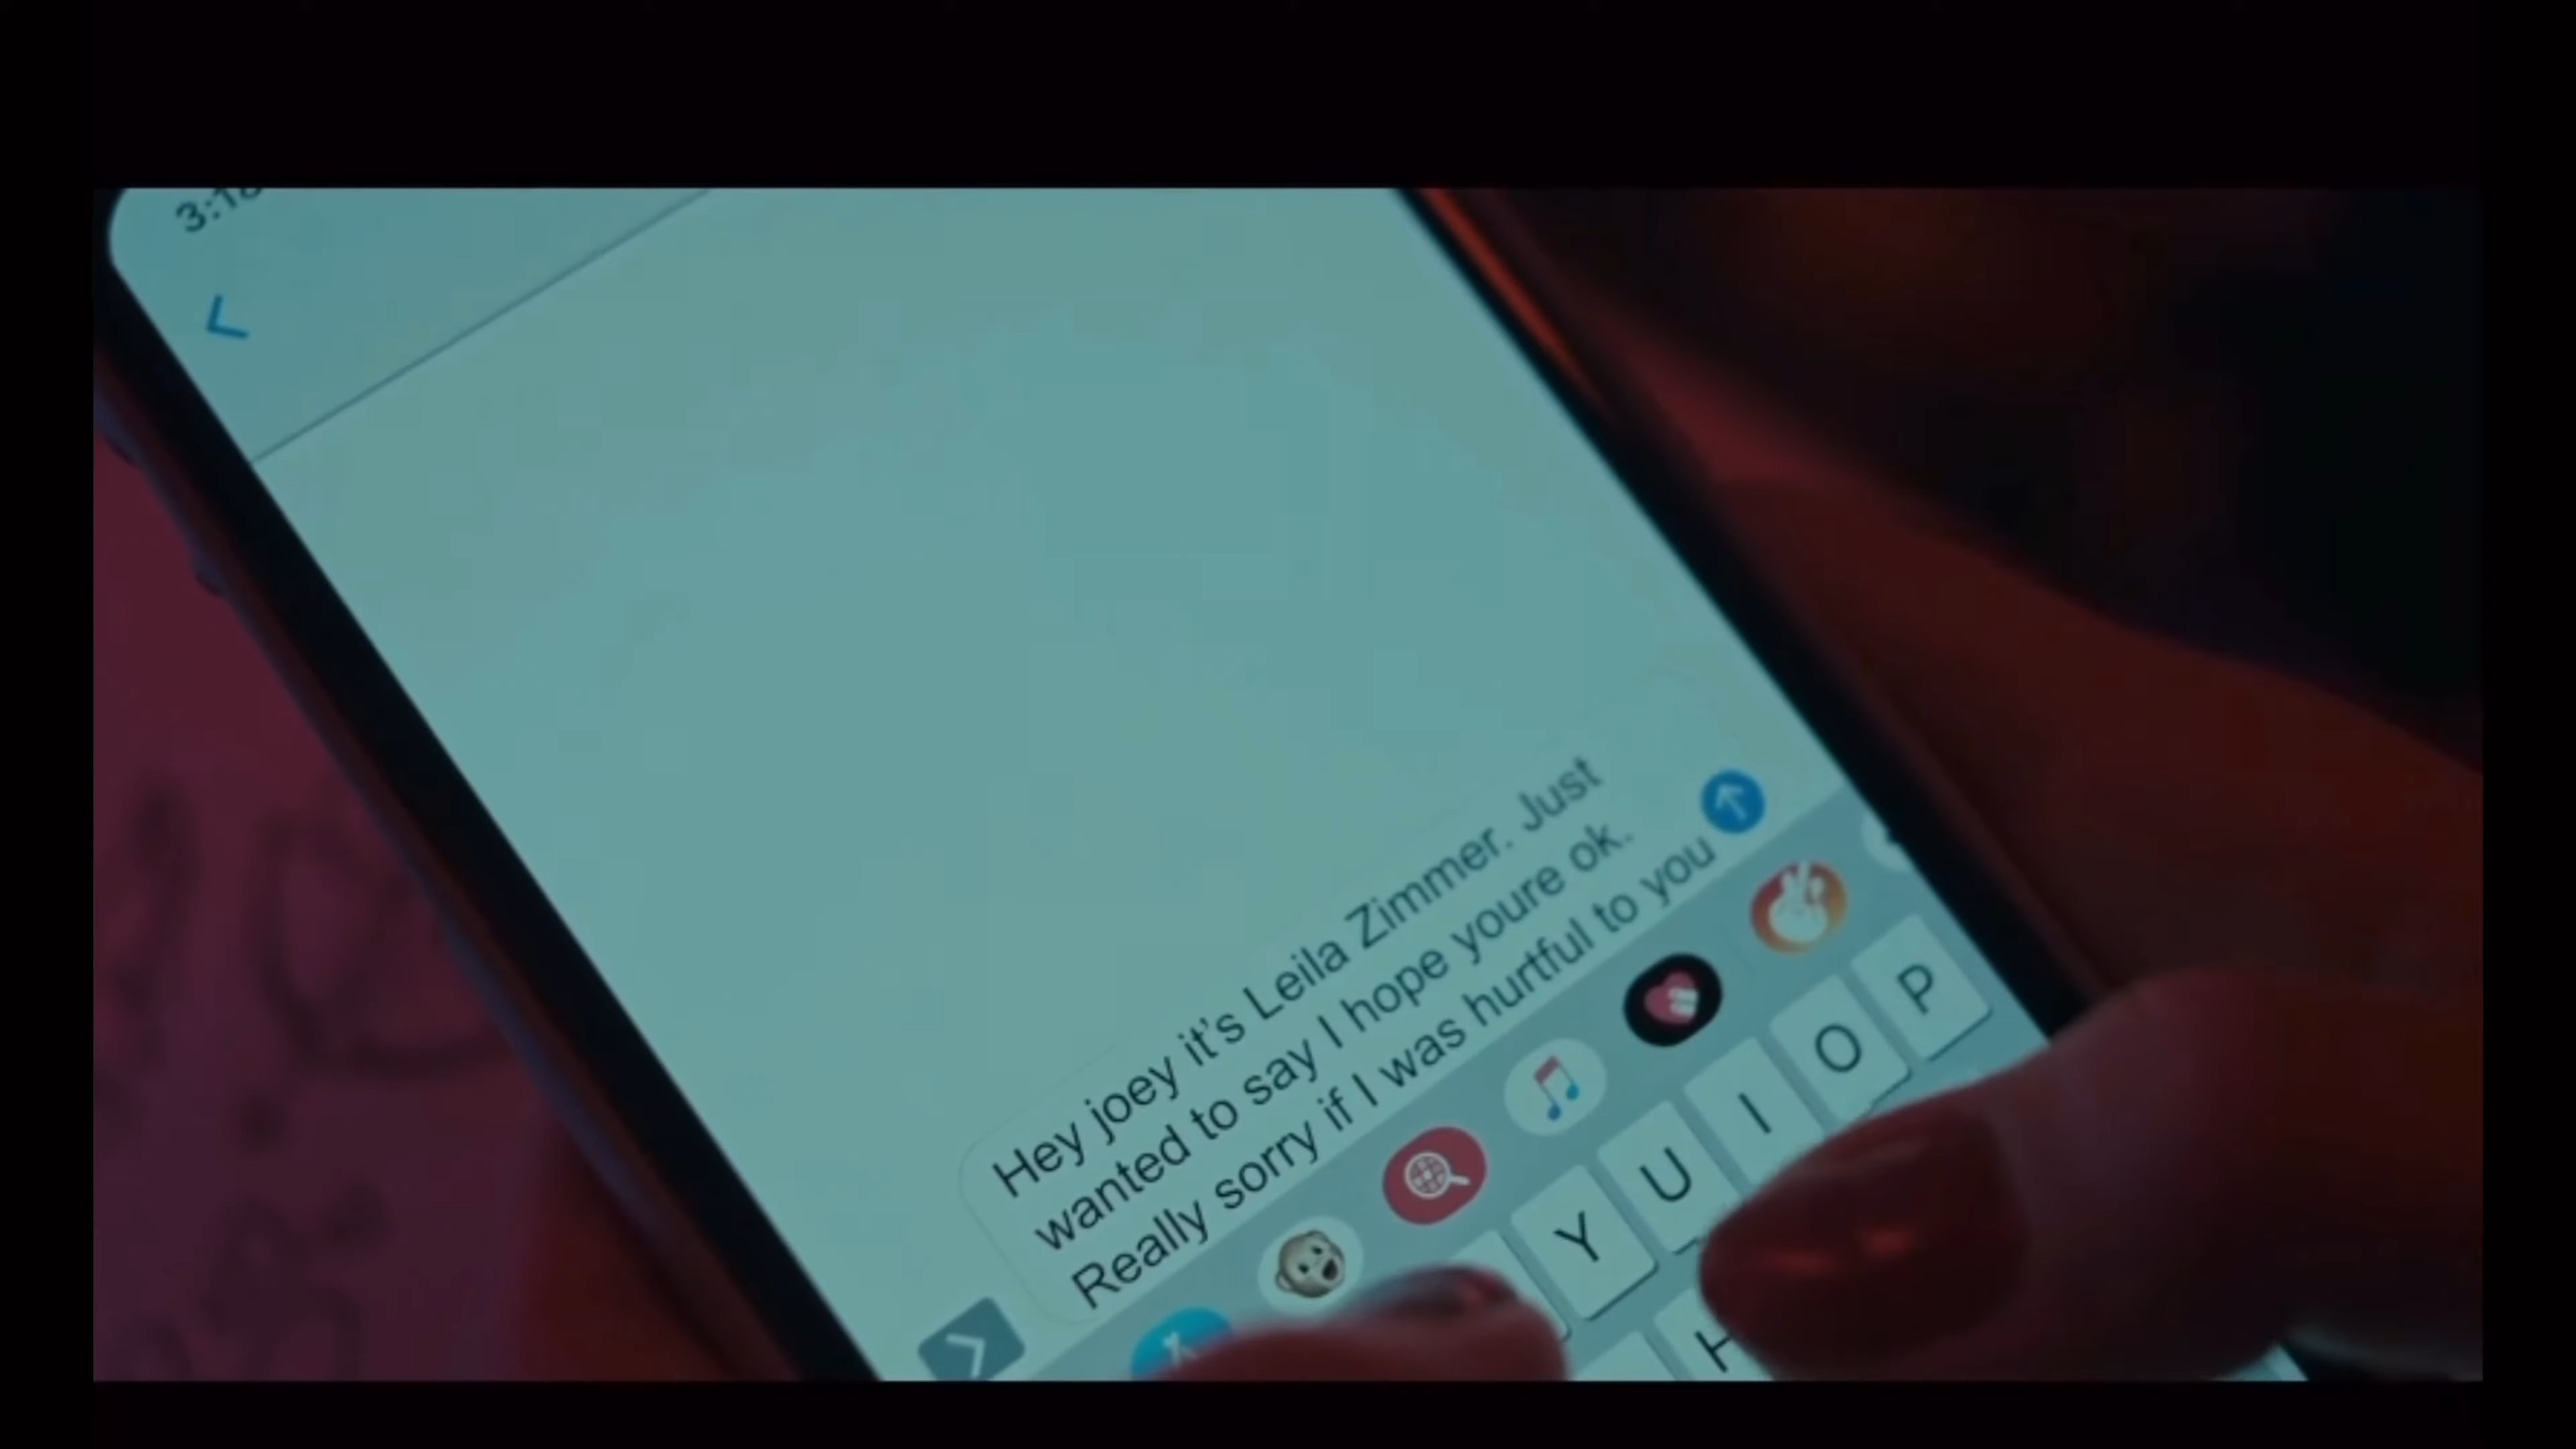 Hey joey it's Leila Zimmer. Just
wanted to say I hope youre ok.
Really sorry if I was hurtful to you
Y U I O P
H